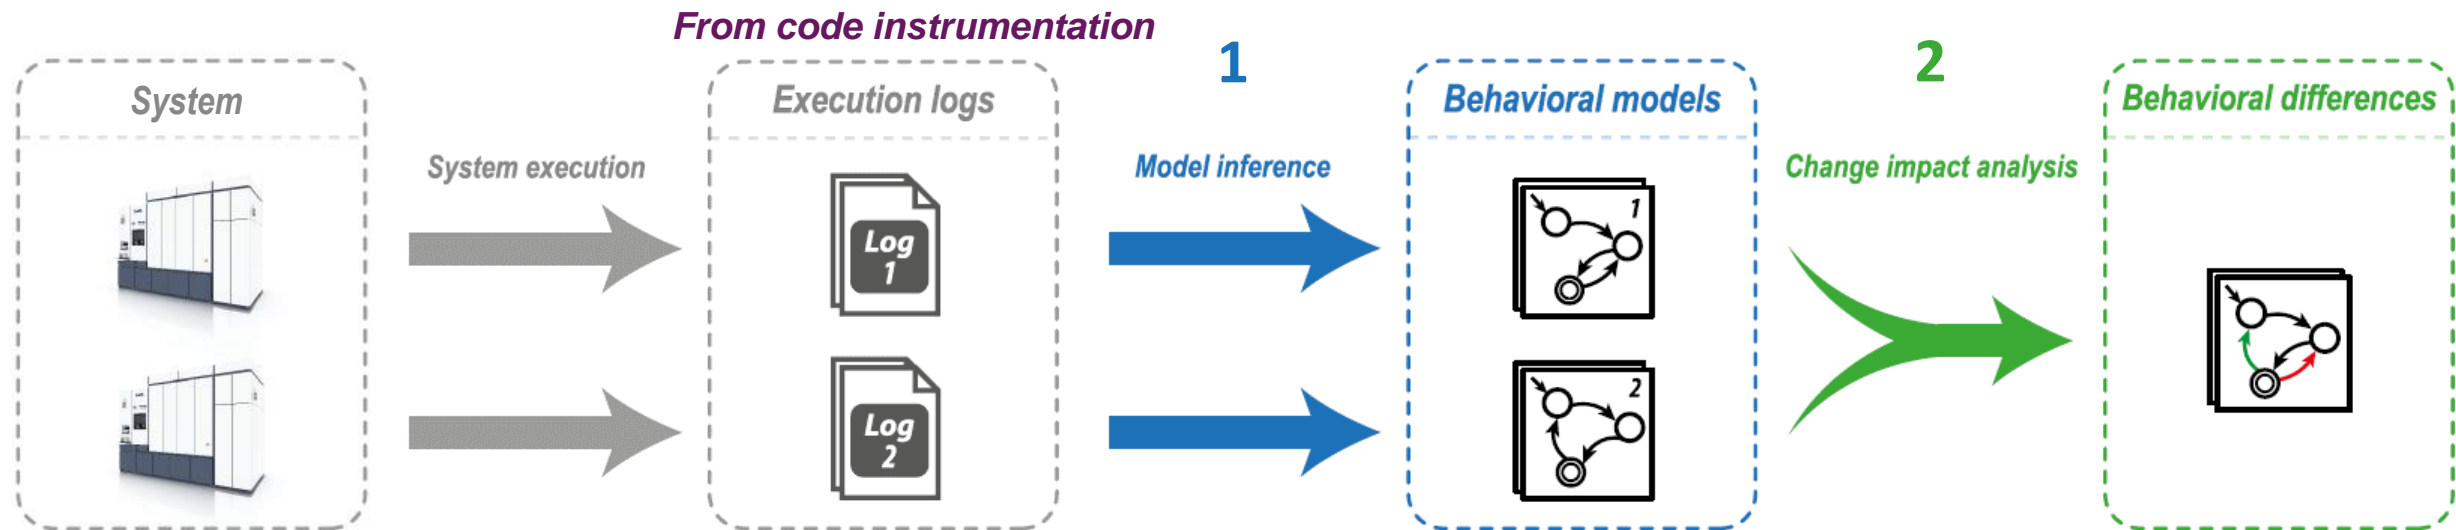 From code instrumentation
1
2
System
Execution logs
Behavioral models
Behavioral differences
System execution
Model inference
Change impact analysis
Log
1
1
Log
2
2